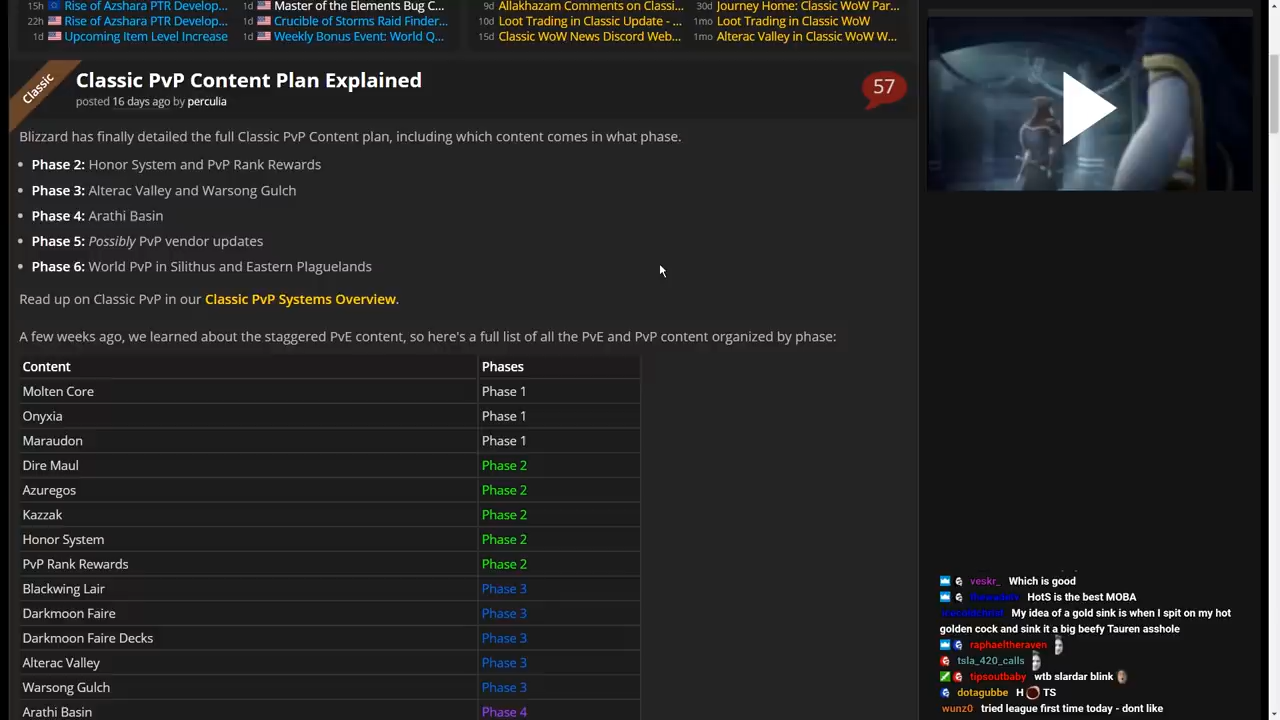 15h Rise of Azshara PTR Develop...
22h Rise of Azshara PTR Develop...
1d Upcoming Item Level Increase
1d Master of the Elements Bug C...
1d Crucible of Storms Raid Finder...
1d Weekly Bonus Event: World Q...
9d Allakhazam Comments on Classi...
10d Loot Trading in Classic Update - ...
15d Classic WoW News Discord Web...
30d Journey Home: Classic WoW Par...
1mo Loot Trading in Classic WoW
1mo Alterac Valley in Classic WoW W...
Classic
Classic PvP Content Plan Explained
posted 16 days ago by perculia
57
Blizzard has finally detailed the full Classic PvP Content plan, including which content comes in what phase.
• Phase 2: Honor System and PvP Rank Rewards
• Phase 3: Alterac Valley and Warsong Gulch
• Phase 4: Arathi Basin
• Phase 5: Possibly PvP vendor updates
• Phase 6: World PvP in Silithus and Eastern Plaguelands
Read up on Classic PvP in our Classic PvP Systems Overview.
A few weeks ago, we learned about the staggered PvE content, so here's a full list of all the PvE and PvP content organized by phase:
Content Phases
Molten Core Phase 1
Onyxia Phase 1
Maraudon Phase 1
Dire Maul Phase 2
Azuregos Phase 2
Kazzak Phase 2
Honor System Phase 2
PvP Rank Rewards Phase 2
Blackwing Lair Phase 3
Darkmoon Faire Phase 3
Darkmoon Faire Decks Phase 3
Alterac Valley Phase 3
Warsong Gulch Phase 3
Arathi Basin Phase 4
veskr_ Which is good
HotS is the best MOBA
My idea of a gold sink is when I spit on my hot
golden cock and sink it a big beefy Tauren asshole
raphaeltheraven
tsla_420_calls
tipsoutbaby wtb slardar blink
dotagubbe H TS
wunz0 tried league first time today - dont like